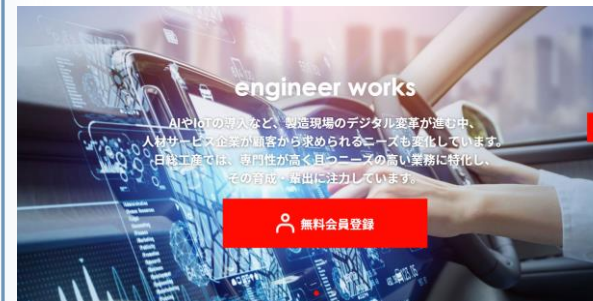 engineer works
AIやIoTの導入など、製造現場のデジタル変革が進む中、
人材サービス企業が顧客から求められるニーズも変化しています。
日総工産では、専門性が高く且つニーズの高い業務に特化し、
その育成・輩出に注力しています。
無料会員登録